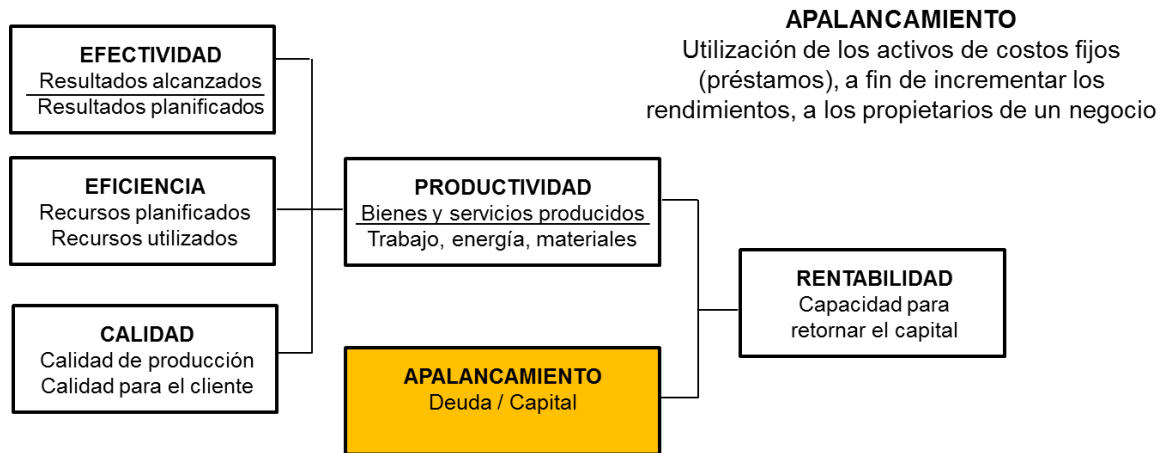 APALANCAMIENTO
Utilización de los activos de costos fijos
(préstamos), a fin de incrementar los
rendimientos, a los propietarios de un negocio
EFECTIVIDAD
Resultados alcanzados
Resultados planificados
EFICIENCIA
Recursos planificados
Recursos utilizados
CALIDAD
Calidad de producción
Calidad para el cliente
PRODUCTIVIDAD
Bienes y servicios producidos
Trabajo, energía, materiales
APALANCAMIENTO
Deuda / Capital
RENTABILIDAD
Capacidad para
retornar el capital